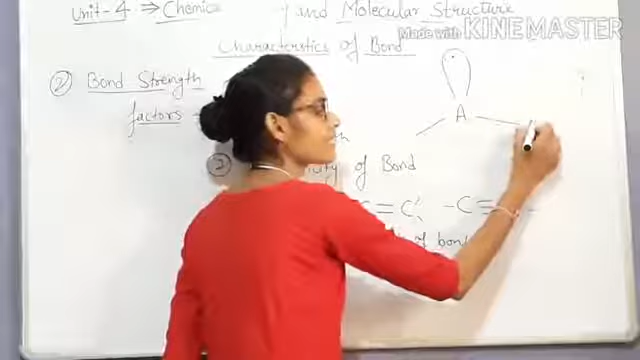 Unit-4 ⇒ Chemic and Molecular Structure
Made with KINEMASTER
Characteristics of Bond
② Bond Strength
factors
A
② of Bond
= C - C ≡
of bond